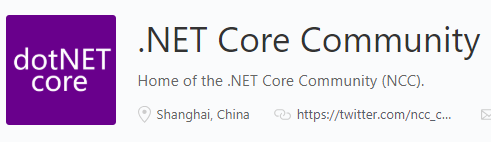 dotNET
core
.NET Core Community
Home of the .NET Core Community (NCC).
Shanghai, China
https://twitter.com/ncc_c...